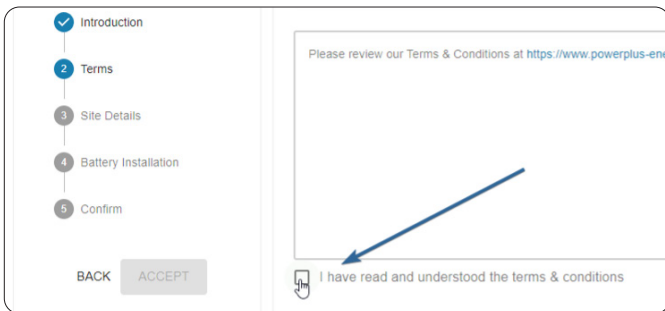 Introduction
2 Terms
3 Site Details
4 Battery Installation
5 Confirm
BACK ACCEPT
Please review our Terms & Conditions at https://www.powerplus-ene
I have read and understood the terms & conditions